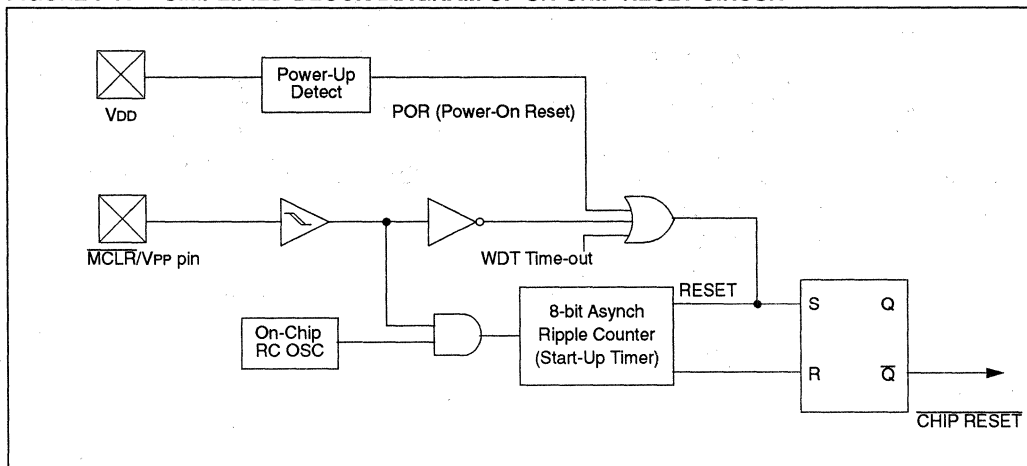 Power-Up
Detect
VDD
POR (Power-On Reset)
MCLR/VPP pin
WDT Time-out
RESET
On-Chip
RC OSC
8-bit Asynch
Ripple Counter
(Start-Up Timer)
S Q
R Q
CHIP RESET